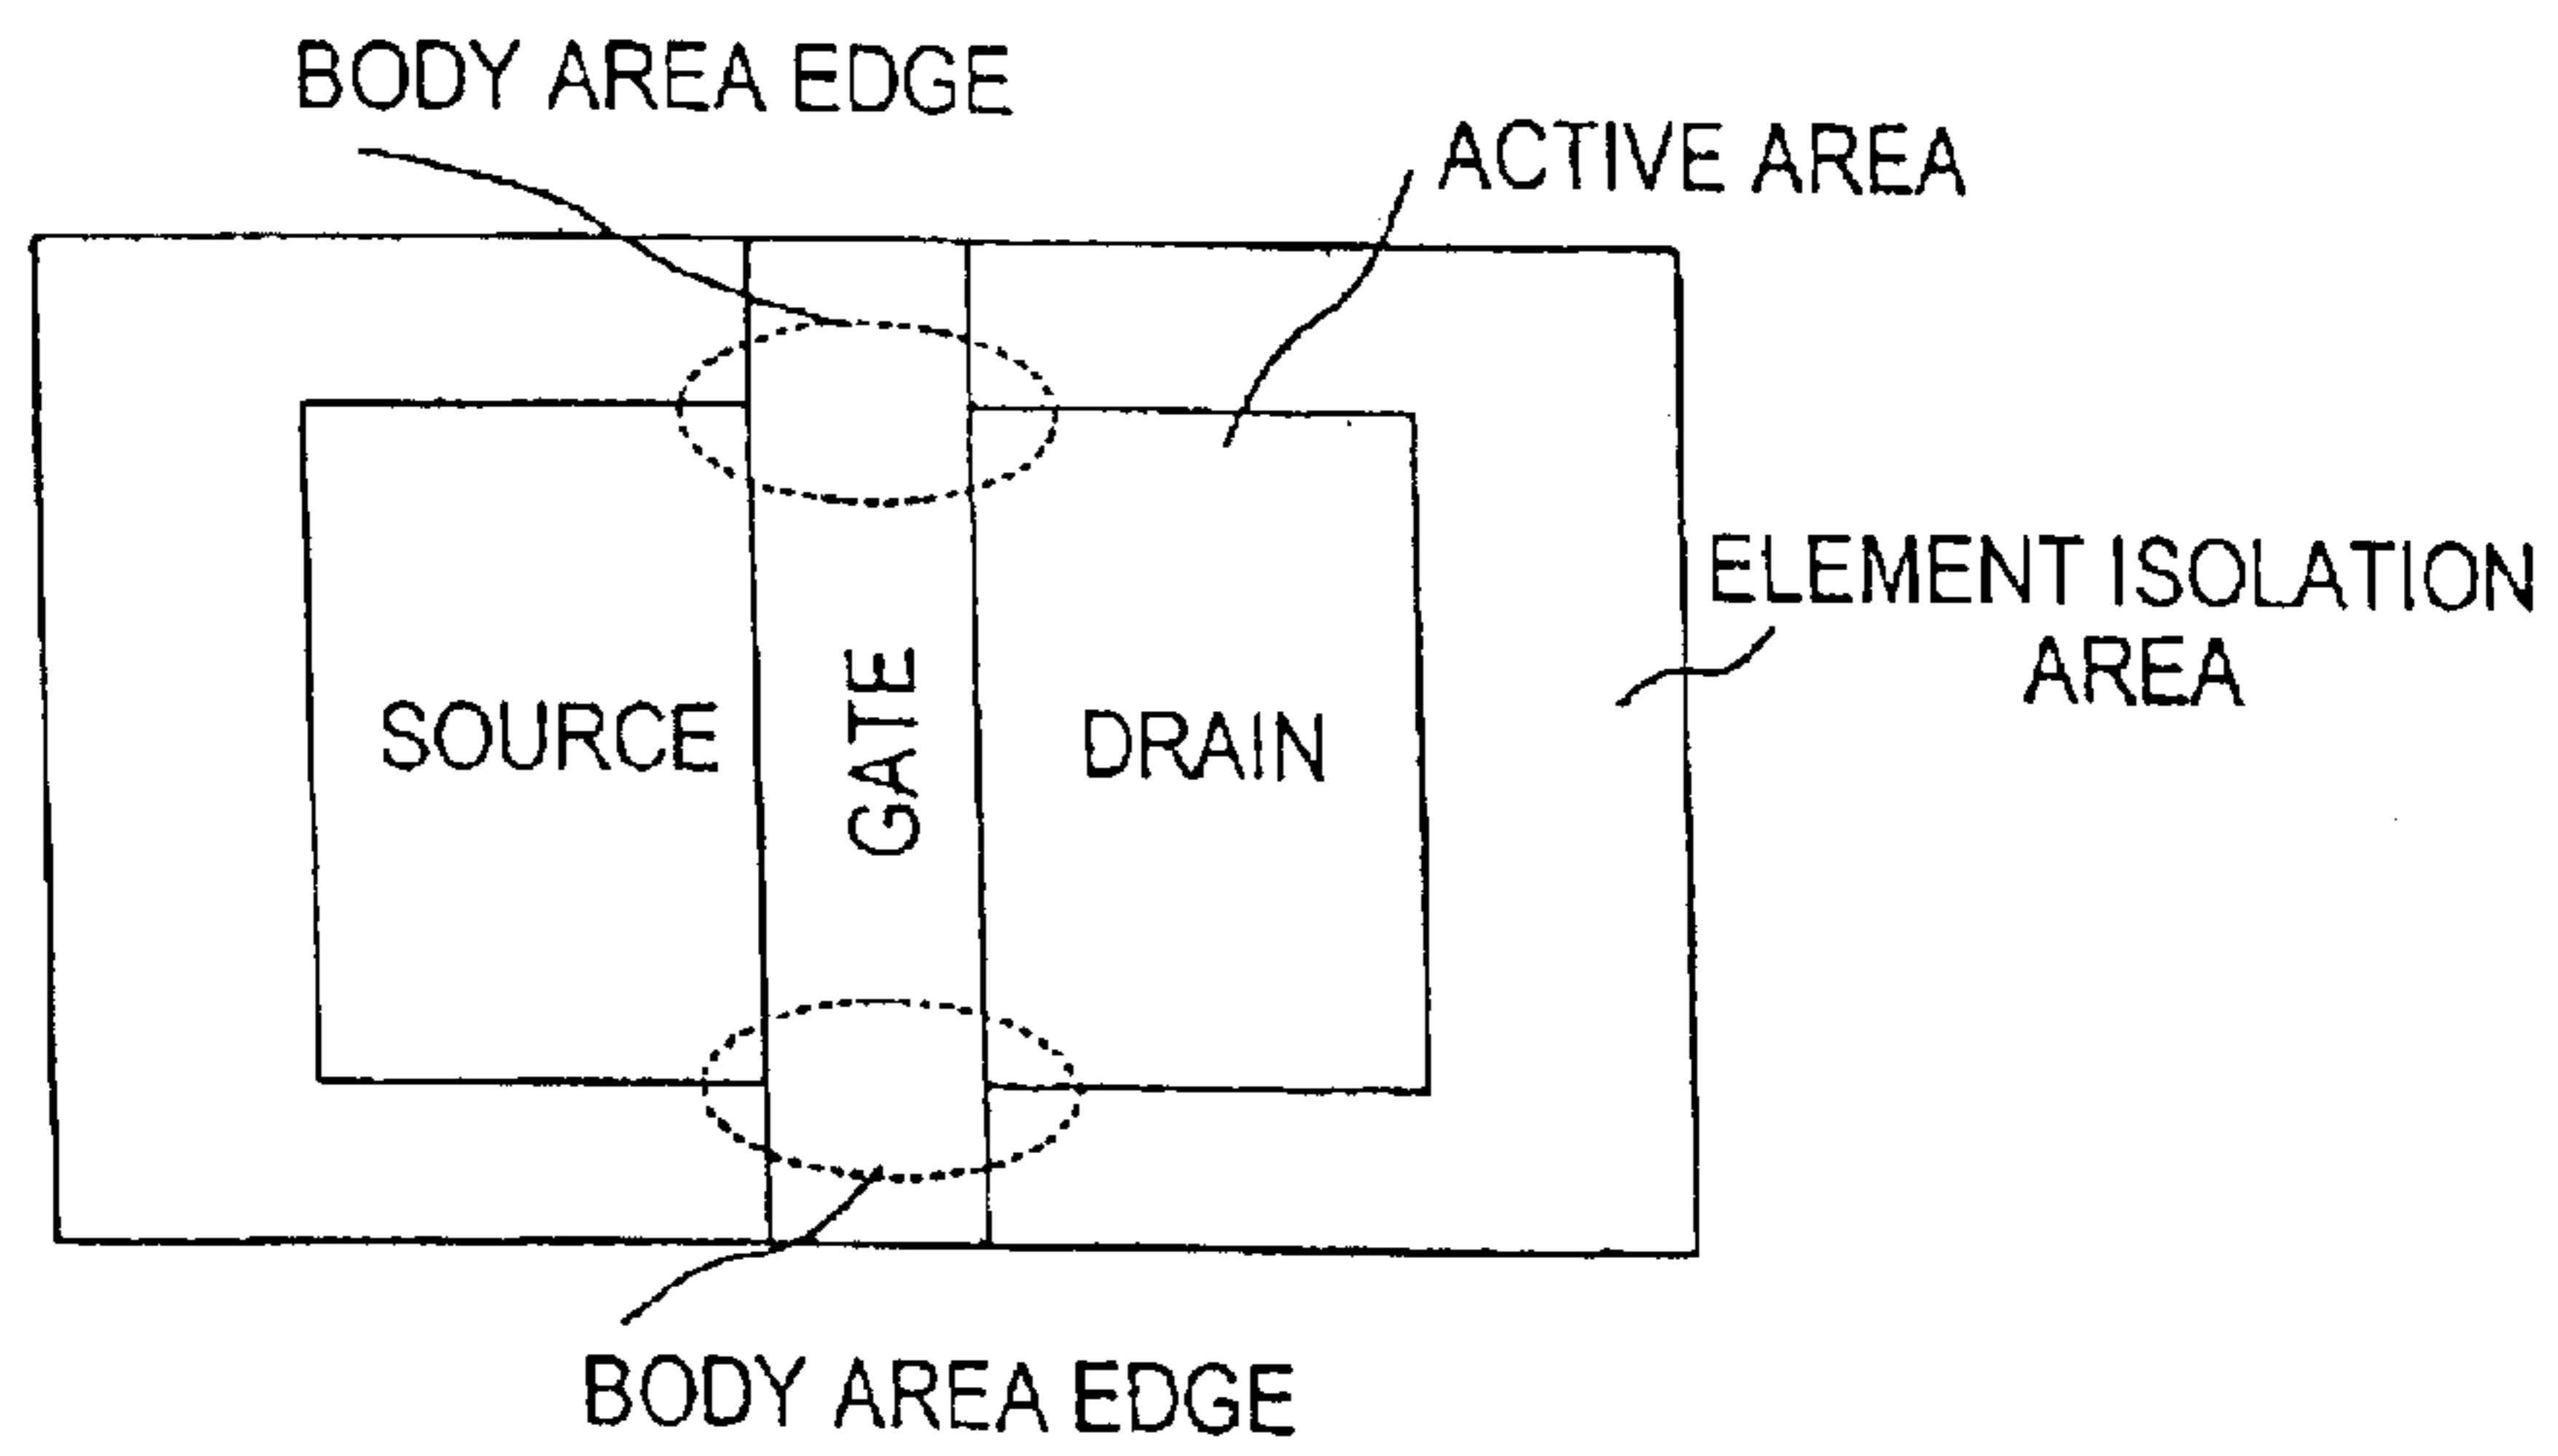 BODY AREA EDGE
ACTIVE AREA
ELEMENT ISOLATION
AREA
SOURCE
GATE
DRAIN
BODY AREA EDGE